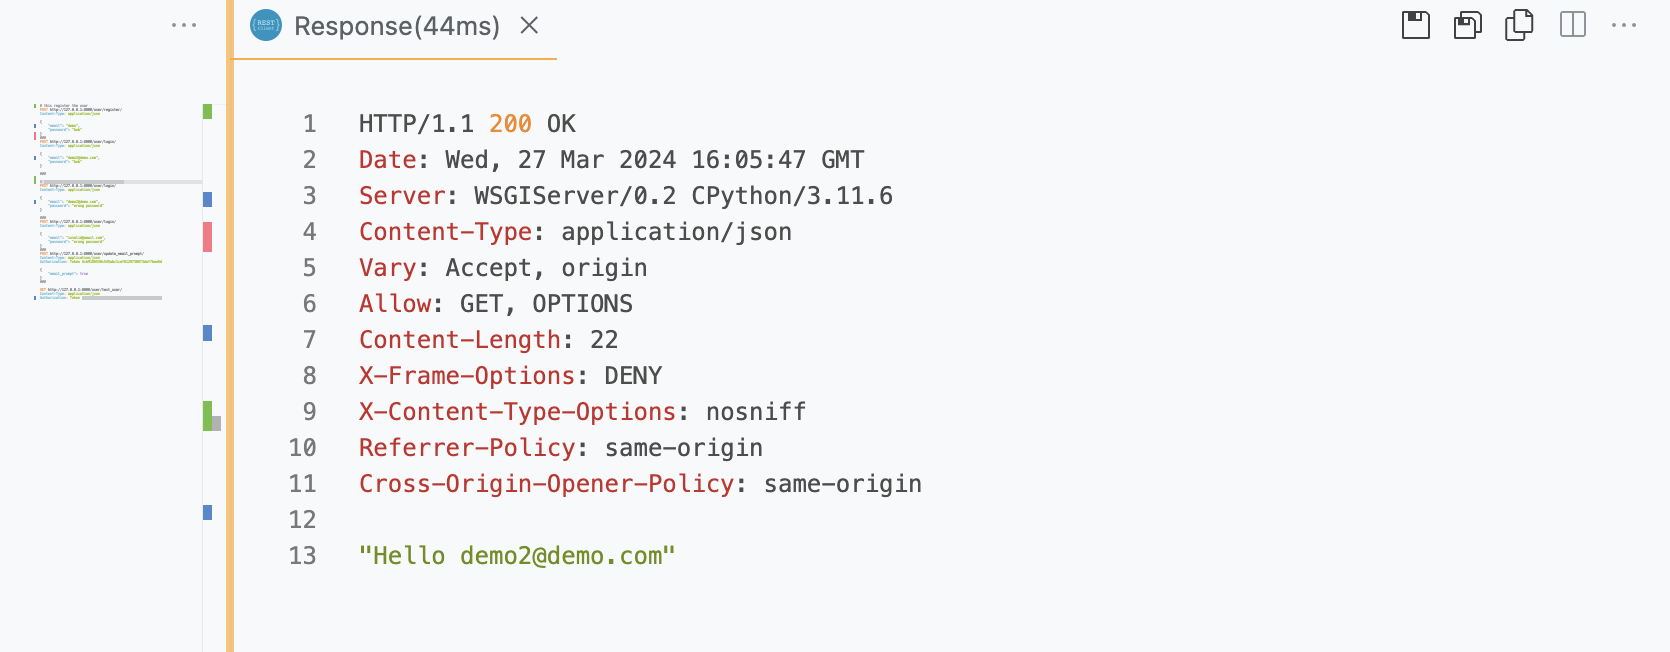 Response(44ms)
1 HTTP/1.1 200 OK
2 Date: Wed, 27 Mar 2024 16:05:47 GMT
3 Server: WSGIServer/0.2 CPython/3.11.6
4 Content-Type: application/json
5 Vary: Accept, origin
6 Allow: GET, OPTIONS
7 Content-Length: 22
8 X-Frame-Options: DENY
9 X-Content-Type-Options: nosniff
10 Referrer-Policy: same-origin
11 Cross-Origin-Opener-Policy: same-origin
12
13 "Hello demo2@demo.com"